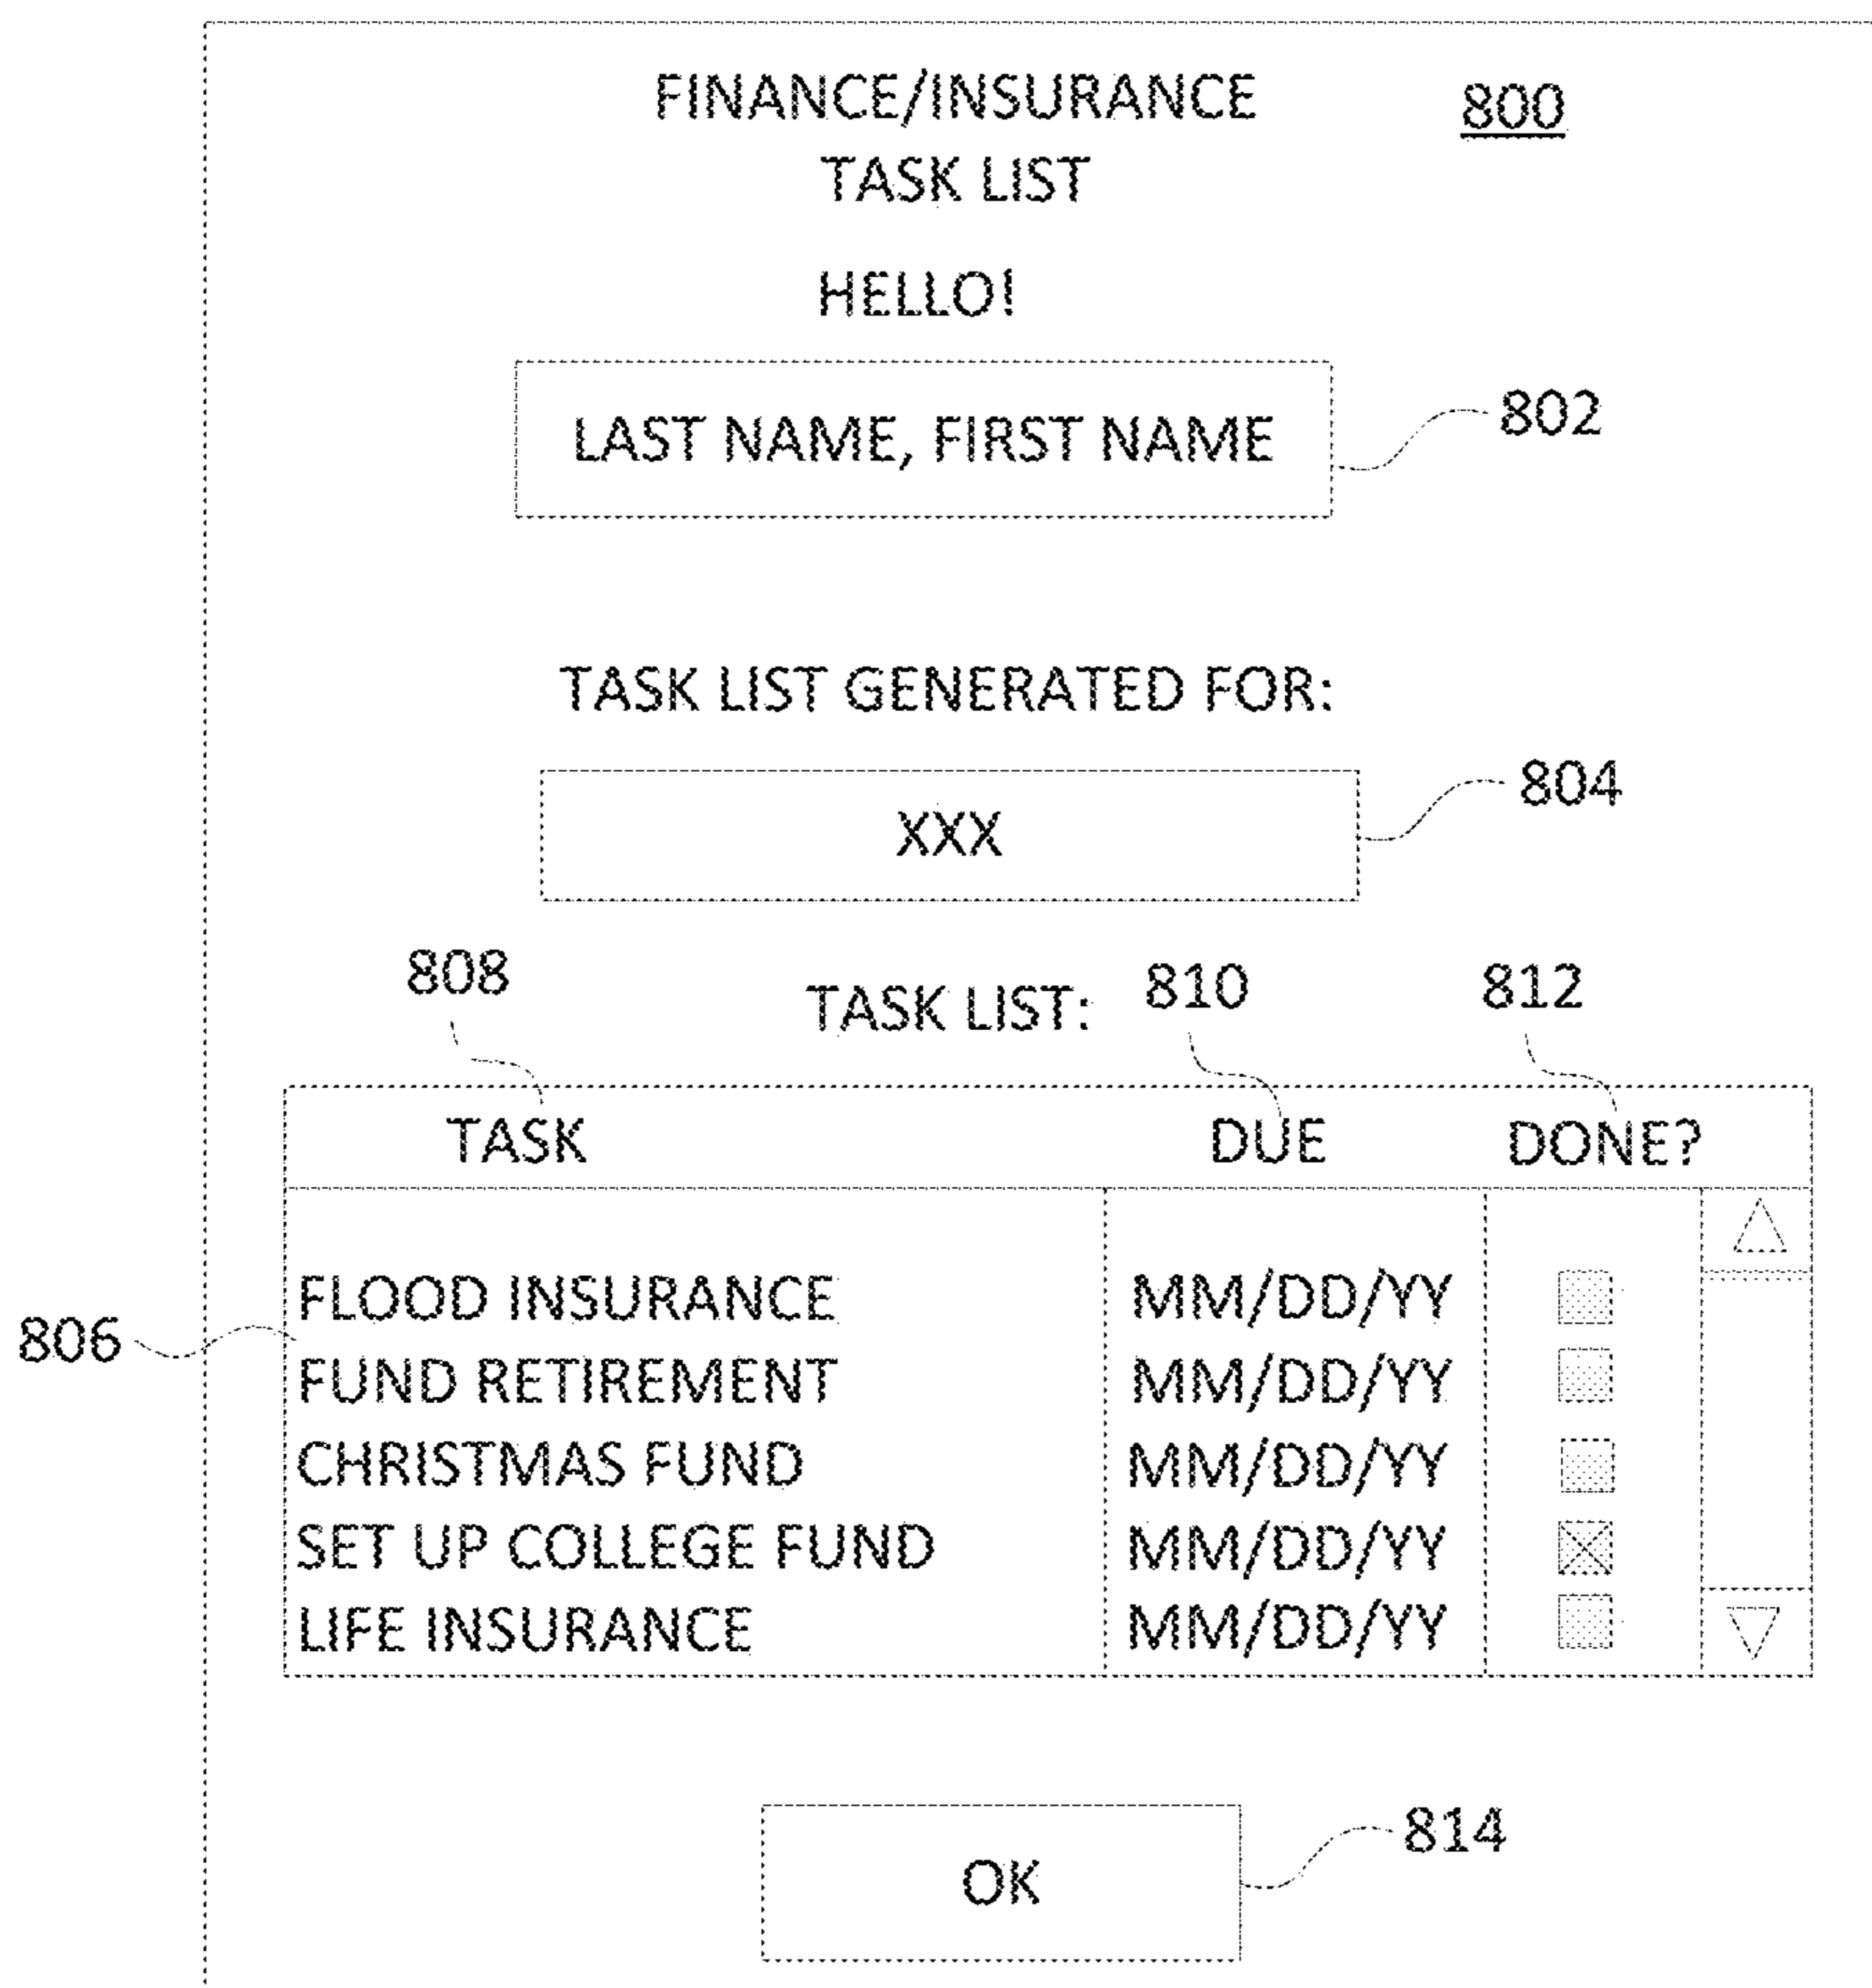 FINANCE/INSURANCE 800
TASK LIST
HELLO!
LAST NAME, FIRST NAME 802
TASK LIST GENERATED FOR:
XXX 804
808 TASK LIST: 810 812
TASK DUE DONE?
FLOOD INSURANCE MM/DD/YY
806
FUND RETIREMENT MM/DD/YY
CHRISTMAS FUND MM/DD/YY
SET UP COLLEGE FUND MM/DD/YY
LIFE INSURANCE MM/DD/YY
OK 814